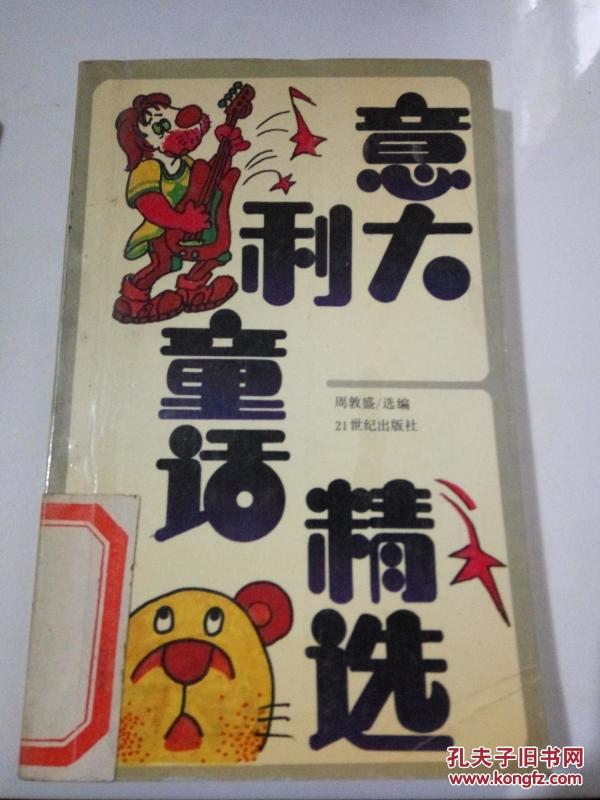 意大
利
童话
精选
周敦盛/选编
21世纪出版社
孔夫子旧书网
www.kongfz.com